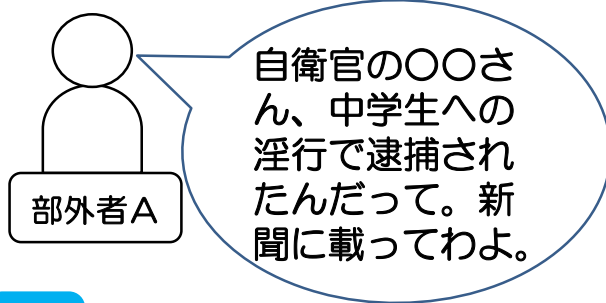 自衛官の〇〇さ
ん、中学生への
淫行で逮捕され
たんだって。新
聞に載ってわよ。
部外者A